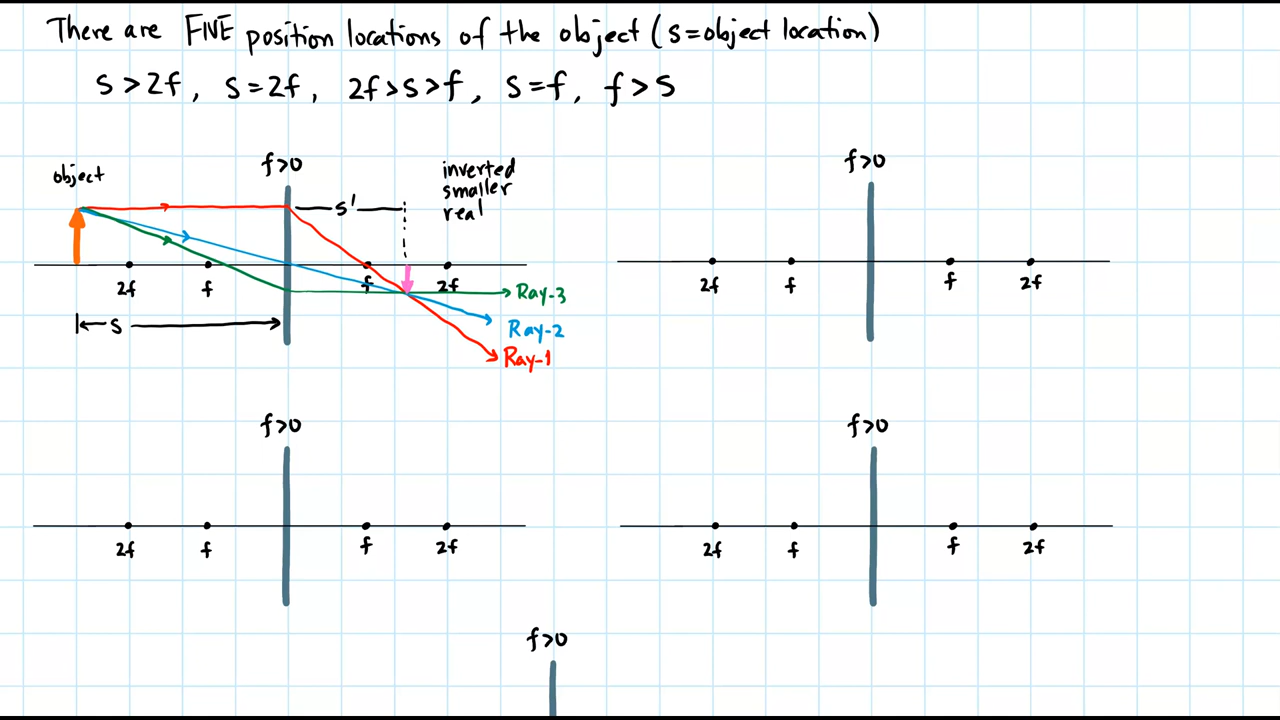 There are FIVE position locations of the object (s=object location)
s > 2f, s = 2f, 2f > s > f, s = f, f > s
object
f>0
inverted
smaller
real
s'
2f
f
f
2f
s
Ray-3
Ray-2
Ray-1
f>0
2f
f
f
2f
f>0
2f
f
f
2f
f>0
2f
f
f
2f
f>0